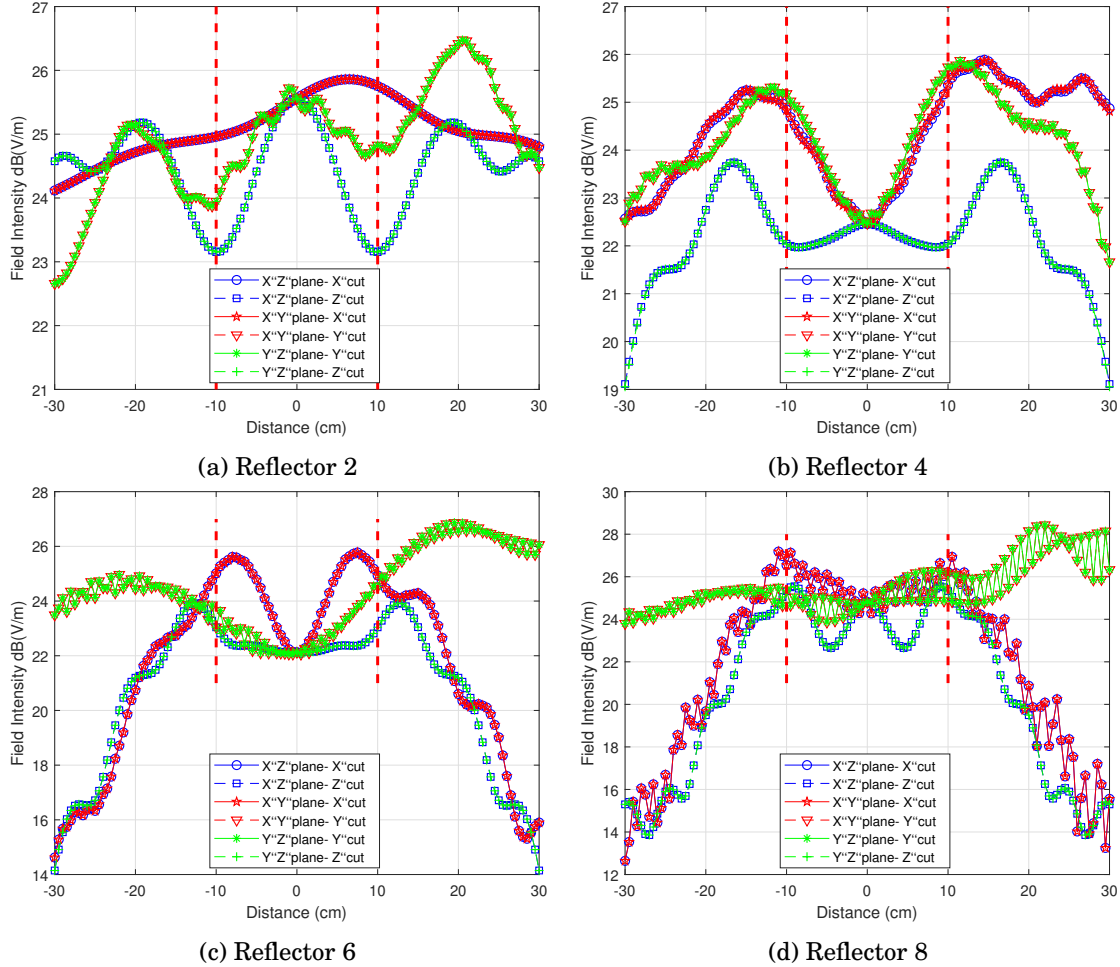 27
26
25
24
23
22
21
Field Intensity dB(V/m)
X“Z“plane- X“cut
X“Z“plane- Z“cut
X“Y“plane- X“cut
X“Y“plane- Y“cut
Y“Z“plane- Y“cut
Y“Z“plane- Z“cut
-30 -20 -10 0 10 20 30
Distance (cm)
(a) Reflector 2
27
26
25
24
23
22
21
20
19
Field Intensity dB(V/m)
X“Z“plane- X“cut
X“Z“plane- Z“cut
X“Y“plane- X“cut
X“Y“plane- Y“cut
Y“Z“plane- Y“cut
Y“Z“plane- Z“cut
-30 -20 -10 0 10 20 30
Distance (cm)
(b) Reflector 4
28
26
24
22
20
18
16
14
Field Intensity dB(V/m)
X“Z“plane- X“cut
X“Z“plane- Z“cut
X“Y“plane- X“cut
X“Y“plane- Y“cut
Y“Z“plane- Y“cut
Y“Z“plane- Z“cut
-30 -20 -10 0 10 20 30
Distance (cm)
(c) Reflector 6
30
28
26
24
22
20
18
16
14
12
Field Intensity dB(V/m)
X“Z“plane- X“cut
X“Z“plane- Z“cut
X“Y“plane- X“cut
X“Y“plane- Y“cut
Y“Z“plane- Y“cut
Y“Z“plane- Z“cut
-30 -20 -10 0 10 20 30
Distance (cm)
(d) Reflector 8